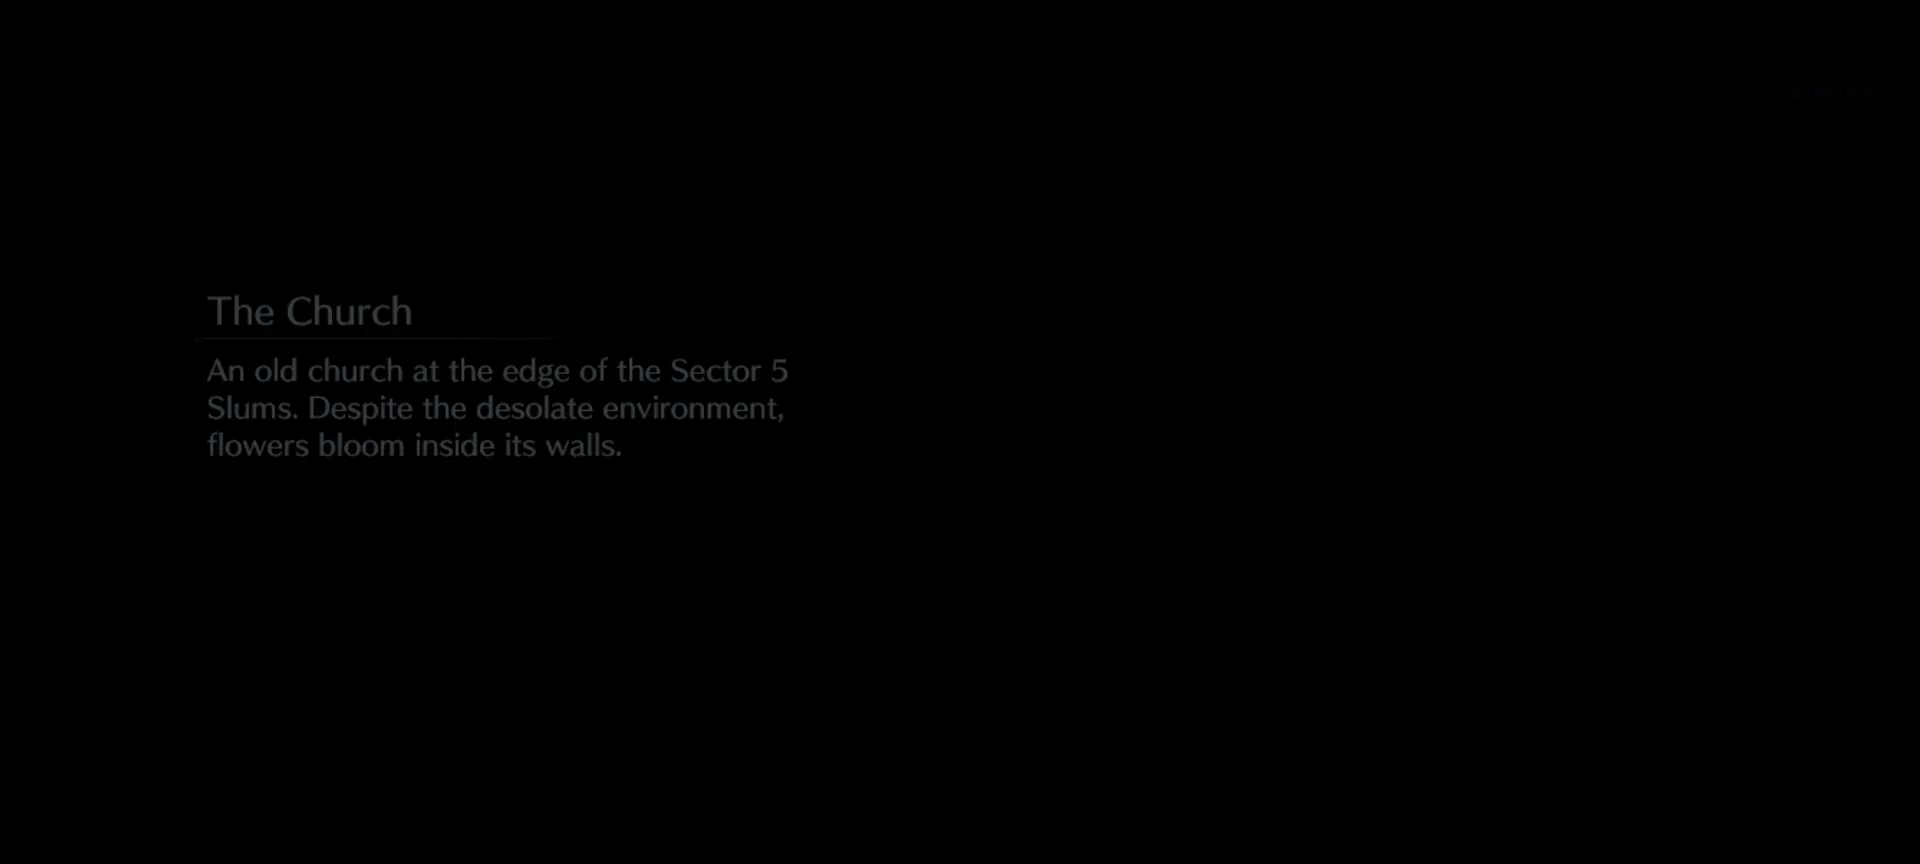 The Church
An old church at the edge of the Sector 5
Slums. Despite the desolate environment,
flowers bloom inside its walls.